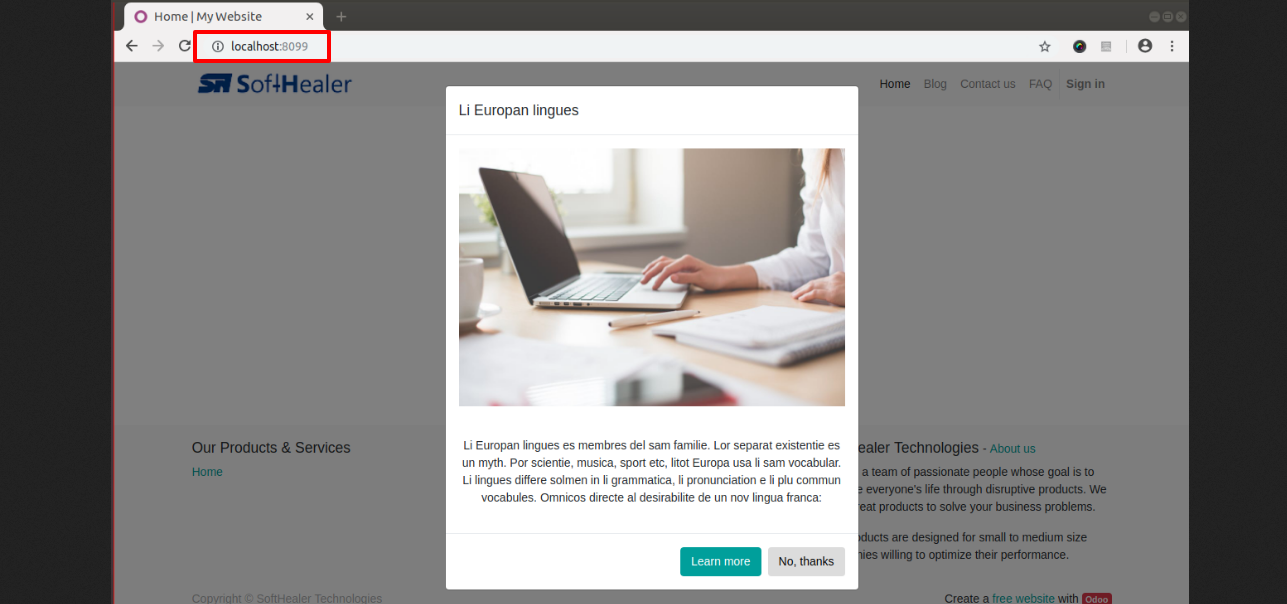 Home | My Website
localhost:8099
SoftHealer
Home Blog Contact us FAQ Sign in
Li Europan lingues
Li Europan lingues es membres del sam familie. Lor separat existentie es
un myth. Por scientie, musica, sport etc, litot Europa usa li sam vocabular.
Li lingues differe solmen in li grammatica, li pronunciation e li plu commun
vocabules. Omnicos directe al desirabilite de un nov lingua franca:
Learn more No, thanks
Our Products & Services
Home
ealer Technologies - About us
a team of passionate people whose goal is to
e everyone's life through disruptive products. We
reat products to solve your business problems.
oducts are designed for small to medium size
nies willing to optimize their performance.
Copyright © SoftHealer Technologies
Create a free website with Odoo